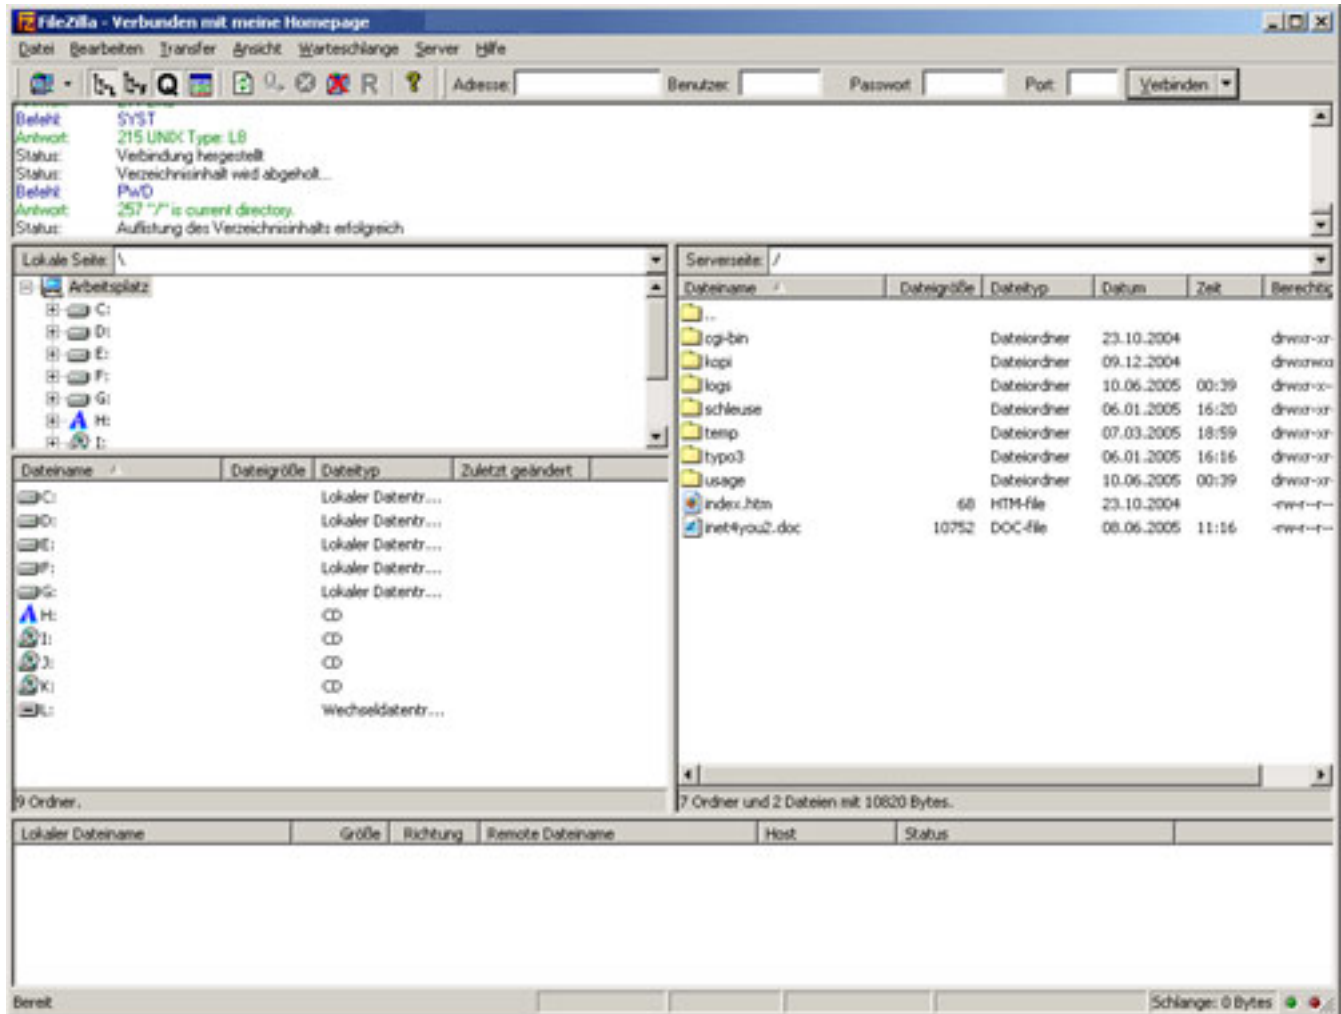 FileZilla - Verbunden mit meine Homepage
Datei Bearbeiten Transfer Ansicht Warteschlange Server Hilfe
Adresse: Benutzer: Passwort Port Verbinden
Befehl: SYST
Antwort: 215 UNIX Type: L8
Status: Verbindung hergestellt
Status: Verzeichnisinhalt wird abgeholt...
Befehl: PWD
Antwort: 257 "/" is current directory.
Status: Auflistung des Verzeichnisinhalts erfolgreich
Lokale Seite: \
Arbeitsplatz
C:
D:
E:
F:
G:
H:
I:
Dateiname Dateigröße Dateityp Zuletzt geändert
C: Lokaler Datentr...
D: Lokaler Datentr...
E: Lokaler Datentr...
F: Lokaler Datentr...
G: Lokaler Datentr...
H: CD
I: CD
J: CD
K: CD
L: Wechseldatentr...
9 Ordner.
Serverseite: /
Dateiname Dateigröße Dateityp Datum Zeit Berechtig
..
cgi-bin Dateiordner 23.10.2004 drwxr-xr-
kopi Dateiordner 09.12.2004 drwxrwxr
logs Dateiordner 10.06.2005 00:39 drwxr-x--
schleuse Dateiordner 06.01.2005 16:20 drwxr-xr-
temp Dateiordner 07.03.2005 18:59 drwxr-xr-
typo3 Dateiordner 06.01.2005 16:16 drwxr-xr-
usage Dateiordner 10.06.2005 00:39 drwxr-xr-
index.htm 68 HTM-file 23.10.2004 -rw-r--r--
inet4you2.doc 10752 DOC-file 08.06.2005 11:16 -rw-r--r--
7 Ordner und 2 Dateien mit 10820 Bytes.
Lokaler Dateiname Größe Richtung Remote Dateiname Host Status
Bereit Schlange: 0 Bytes